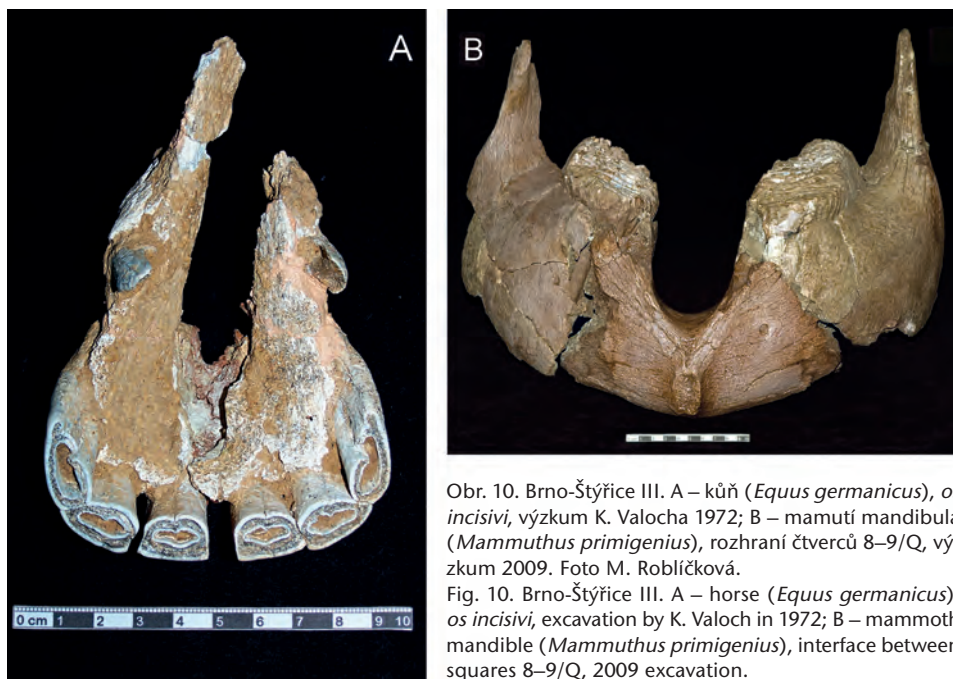 A
B
0 cm 1 2 3 4 5 6 7 8 9 10
Obr. 10. Brno-Štýřice III. A – kůň (Equus germanicus), o
incisivi, výzkum K. Valocha 1972; B – mamutí mandibula
(Mammuthus primigenius), rozhraní čtverců 8–9/Q, vý-
zkum 2009. Foto M. Roblíčková.
Fig. 10. Brno-Štýřice III. A – horse (Equus germanicus)
os incisivi, excavation by K. Valoch in 1972; B – mammoth
mandible (Mammuthus primigenius), interface between
squares 8–9/Q, 2009 excavation.